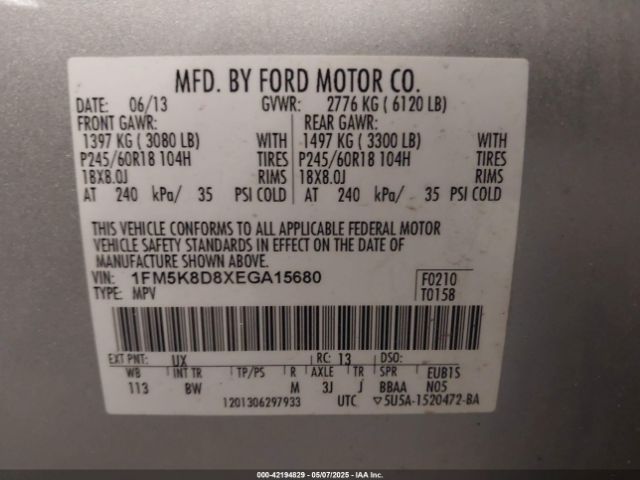 MFD. BY FORD MOTOR CO.
DATE: 06/13 GVWR: 2776 KG ( 6120 LB)
FRONT GAWR: REAR GAWR:
1397 KG ( 3080 LB) WITH 1497 KG ( 3300 LB) WITH
P245/60R18 104H TIRES P245/60R18 104H TIRES
18X8.0J RIMS 18X8.0J RIMS
AT 240 kPa/ 35 PSI COLD AT 240 kPa/ 35 PSI COLD
THIS VEHICLE CONFORMS TO ALL APPLICABLE FEDERAL MOTOR
VEHICLE SAFETY STANDARDS IN EFFECT ON THE DATE OF
MANUFACTURE SHOWN ABOVE.
VIN: 1FM5K8D8XEGA15680 F0210
TYPE: MPV T0158
EXT PNT: UX RC: 13 DSO:
WB INT TR TP/PS R AXLE TR SPR EUB1S
113 BW M 3J J BBAA N05
1201306297933 UTC ▽5U5A-1520472-BA
000-42194829 - 05/07/2025 - IAA Inc.